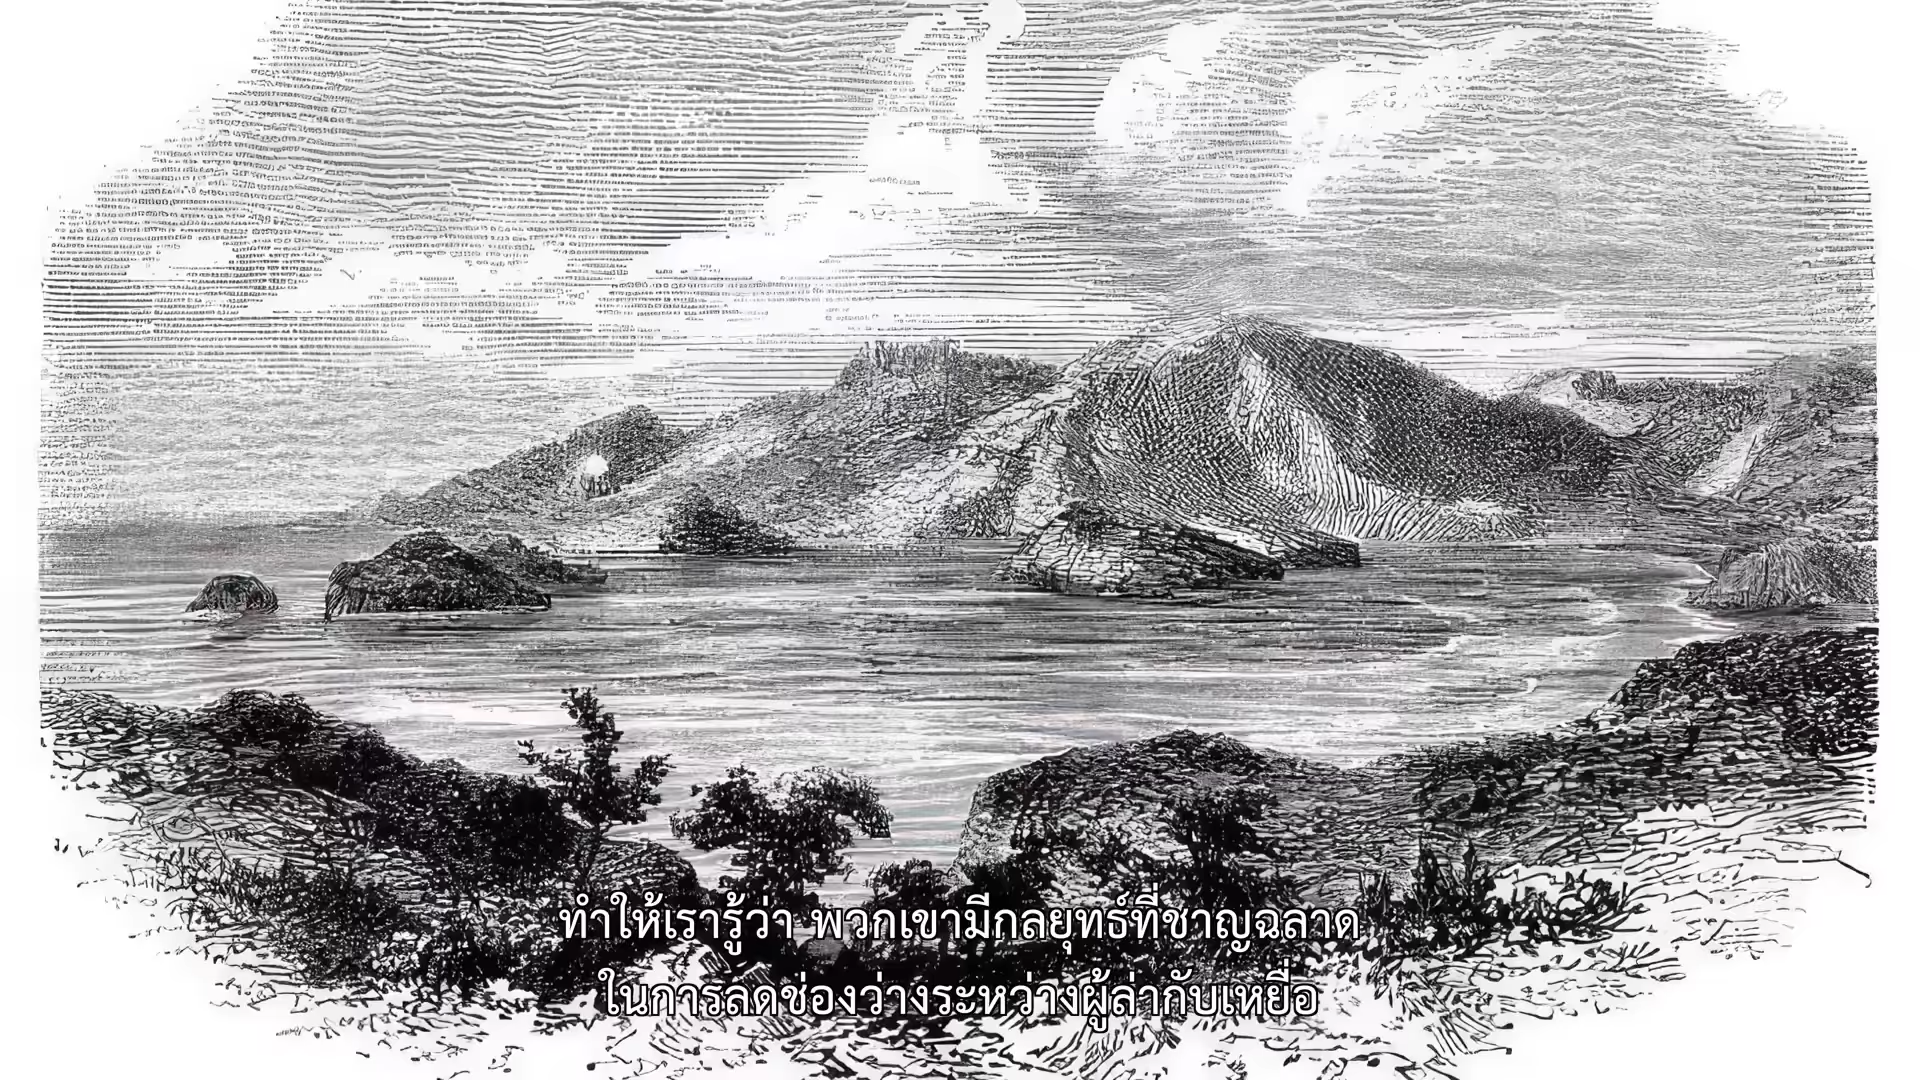 ทำให้เรารู้ว่า พวกเขามีกลยุทธ์ที่ชาญฉลาด
ในการลดช่องว่างระหว่างผู้ล่ากับเหยื่อ